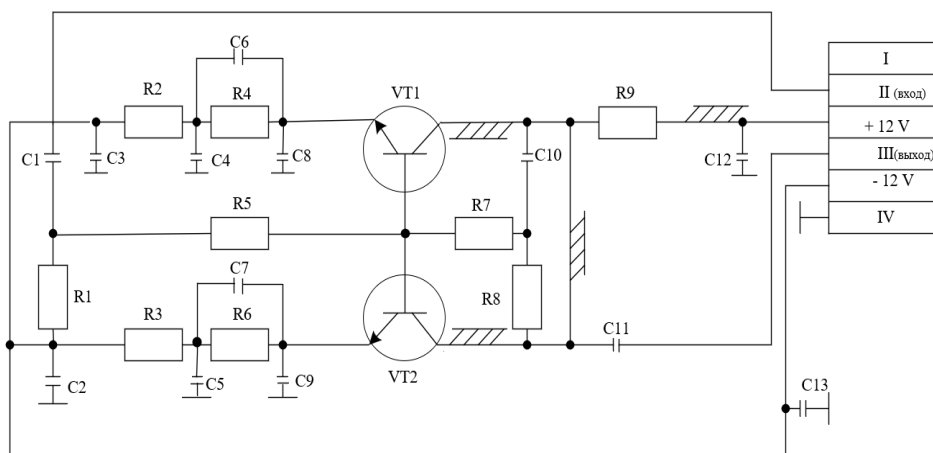 C6
R2
R4
VT1
R9
I
II (вход)
+ 12 V
III(выход)
- 12 V
IV
C1
C3
C4
C8
C10
C12
R5
R7
R1
C7
R3
R6
R8
C11
C2
C5
C9
VT2
C13